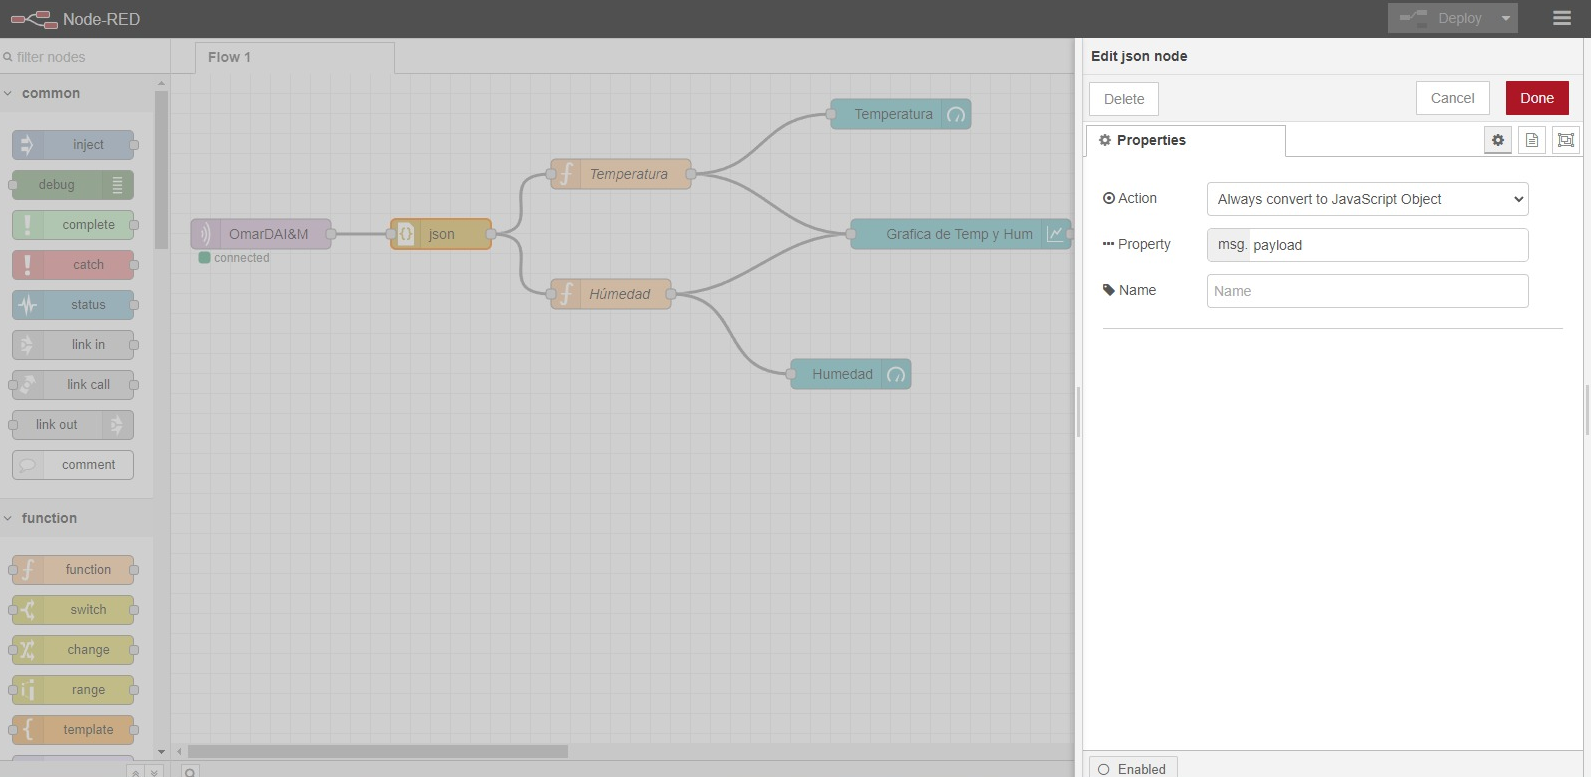 Node-RED
Deploy
filter nodes
Flow 1
common
inject
debug
complete
catch
status
link in
link call
link out
comment
function
function
switch
change
range
template
OmarDAI&M
connected
json
Temperatura
Húmedad
Temperatura
Grafica de Temp y Hum
Humedad
Edit json node
Delete
Cancel
Done
Properties
Action
Always convert to JavaScript Object
Property
msg. payload
Name
Name
Enabled